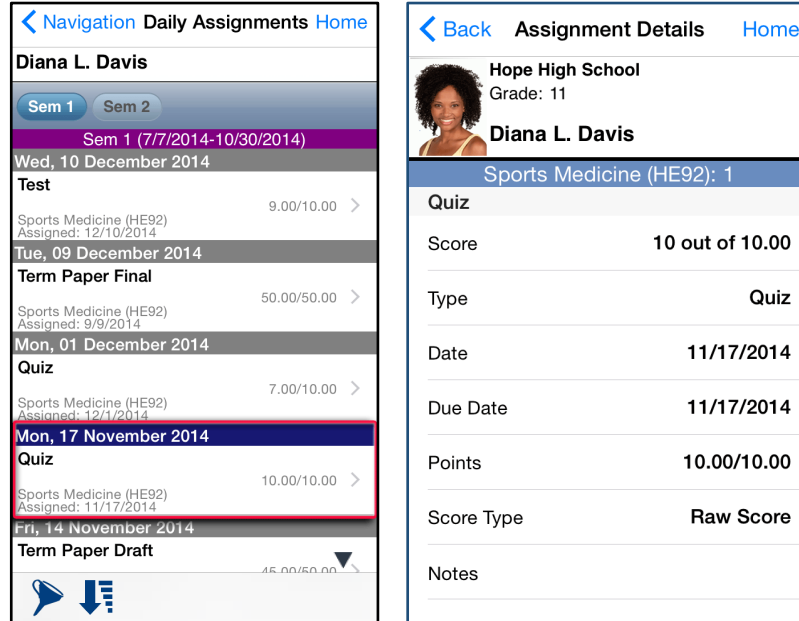 Navigation Daily Assignments Home
Diana L. Davis
Sem 1 Sem 2
Sem 1 (7/7/2014-10/30/2014)
Wed, 10 December 2014
Test
9.00/10.00
Sports Medicine (HE92)
Assigned: 12/10/2014
Tue, 09 December 2014
Term Paper Final
50.00/50.00
Sports Medicine (HE92)
Assigned: 9/9/2014
Mon, 01 December 2014
Quiz
7.00/10.00
Sports Medicine (HE92)
Assigned: 12/1/2014
Mon, 17 November 2014
Quiz
10.00/10.00
Sports Medicine (HE92)
Assigned: 11/17/2014
Fri, 14 November 2014
Term Paper Draft
45.00/50.00
Back Assignment Details Home
Hope High School
Grade: 11
Diana L. Davis
Sports Medicine (HE92): 1
Quiz
Score 10 out of 10.00
Type Quiz
Date 11/17/2014
Due Date 11/17/2014
Points 10.00/10.00
Score Type Raw Score
Notes